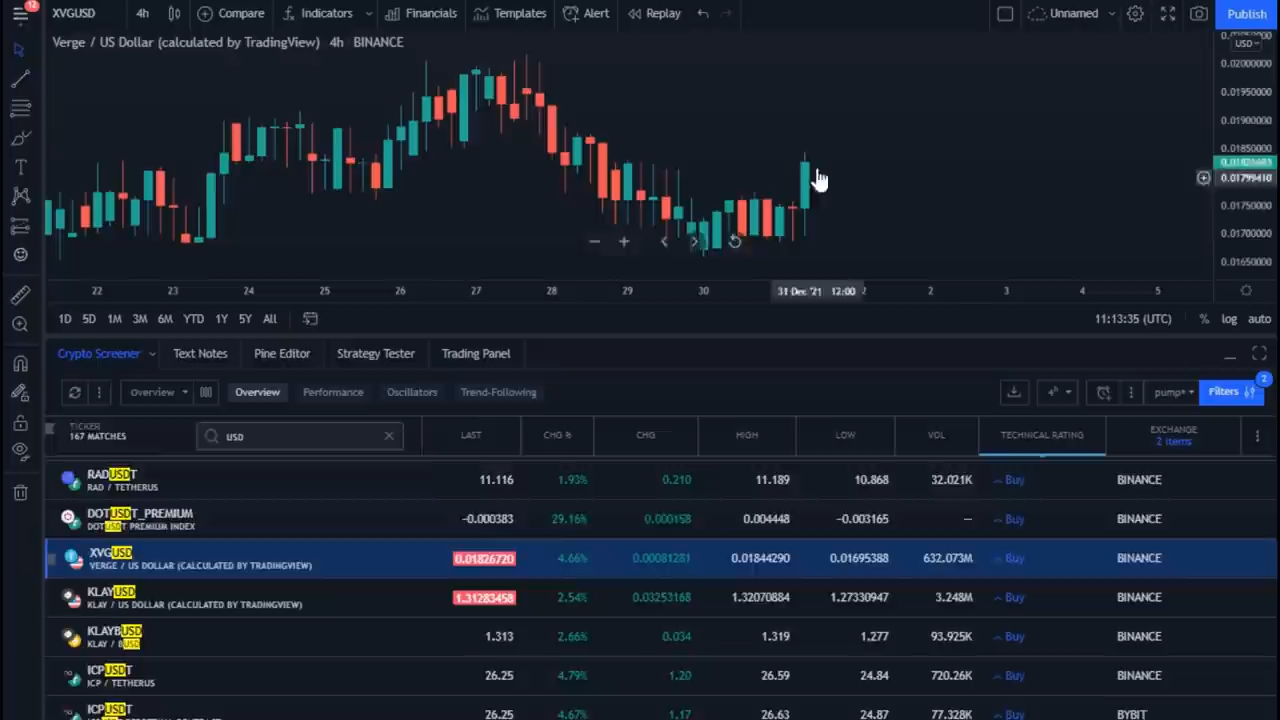 12
XVGUSD
4h
Compare
Indicators
Financials
Templates
Alert
Replay
Unnamed
Publish
Verge / US Dollar (calculated by TradingView) 4h BINANCE
USD
0.02000000
0.01950000
0.01900000
0.01850000
0.01799410
0.01750000
0.01700000
0.01650000
22
23
24
25
26
27
28
29
30
31 Dec '21 12:00
2
2
3
4
5
1D
5D
1M
3M
6M
YTD
1Y
5Y
All
11:13:35 (UTC)
%
log
auto
Crypto Screener
Text Notes
Pine Editor
Strategy Tester
Trading Panel
Overview
Overview
Performance
Oscillators
Trend-Following
4h
pump*
Filters
2
TICKER
167 MATCHES
USD
LAST
CHG %
CHG
HIGH
LOW
VOL
TECHNICAL RATING
EXCHANGE
2 items
RADUSDT
RAD / TETHERUS
11.116
1.93%
0.210
11.189
10.868
32.021K
Buy
BINANCE
DOTUSDT_PREMIUM
DOTUSDT PREMIUM INDEX
−0.000383
29.16%
0.000158
0.004448
−0.003165
—
Buy
BINANCE
XVGUSD
VERGE / US DOLLAR (CALCULATED BY TRADINGVIEW)
0.01826720
4.66%
0.00081281
0.01844290
0.01695388
632.073M
Buy
BINANCE
KLAYUSD
KLAY / US DOLLAR (CALCULATED BY TRADINGVIEW)
1.31283458
2.54%
0.03253168
1.32070884
1.27330947
3.248M
Buy
BINANCE
KLAYBUSD
KLAY / BUSD
1.313
2.66%
0.034
1.319
1.277
93.925K
Buy
BINANCE
ICPUSDT
ICP / TETHERUS
26.25
4.79%
1.20
26.59
24.84
720.26K
Buy
BINANCE
ICPUSDT
26.25
4.67%
1.17
26.63
24.87
77.328K
Buy
BYBIT